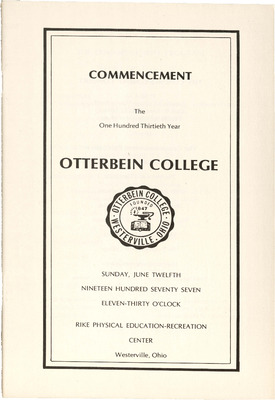 COMMENCEMENT
The
One Hundred Thirtieth Year
OTTERBEIN COLLEGE
OTTERBEIN COLLEGE
FOUNDED
1847
WESTERVILLE, OHIO
SUNDAY, JUNE TWELFTH
NINETEEN HUNDRED SEVENTY SEVEN
ELEVEN-THIRTY O'CLOCK
RIKE PHYSICAL EDUCATION-RECREATION
CENTER
Westerville, Ohio